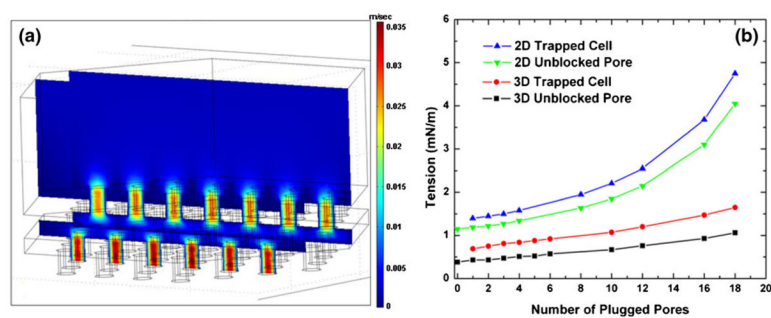 (a)
m/sec
0.035
0.03
0.025
0.02
0.015
0.01
0.005
0
(b)
2D Trapped Cell
2D Unblocked Pore
3D Trapped Cell
3D Unblocked Pore
Tension (mN/m)
6
5
4
3
2
1
0
0 2 4 6 8 10 12 14 16 18 20
Number of Plugged Pores